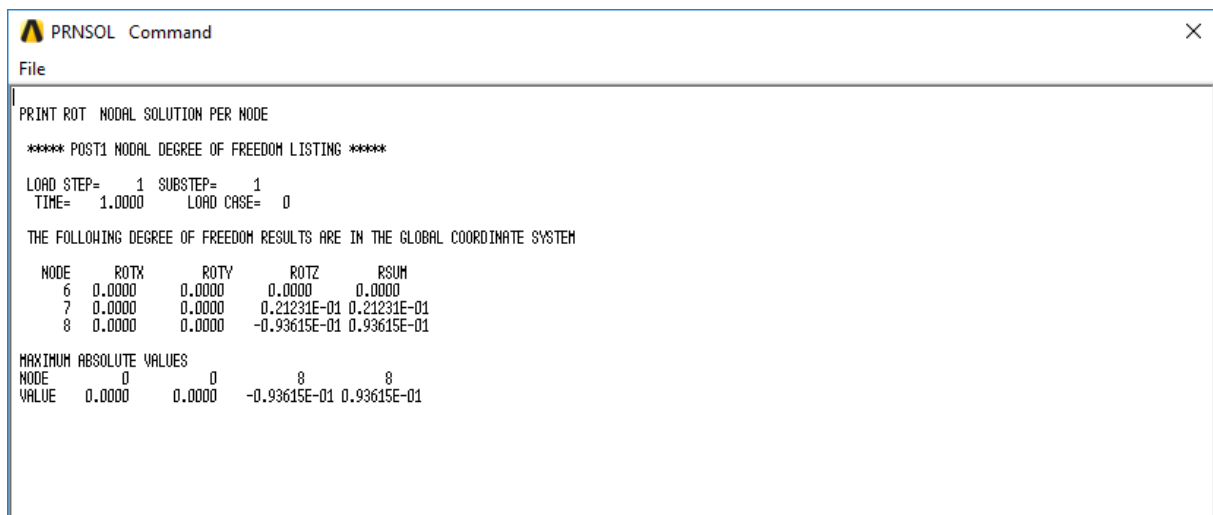 PRNSOL Command
File
PRINT ROT NODAL SOLUTION PER NODE
***** POST1 NODAL DEGREE OF FREEDOM LISTING *****
LOAD STEP= 1 SUBSTEP= 1
TIME= 1.0000 LOAD CASE= 0
THE FOLLOWING DEGREE OF FREEDOM RESULTS ARE IN THE GLOBAL COORDINATE SYSTEM
NODE ROTX ROTY ROTZ RSUM
6 0.0000 0.0000 0.0000 0.0000
7 0.0000 0.0000 0.21231E-01 0.21231E-01
8 0.0000 0.0000 -0.93615E-01 0.93615E-01
MAXIMUM ABSOLUTE VALUES
NODE 0 0 8 8
VALUE 0.0000 0.0000 -0.93615E-01 0.93615E-01